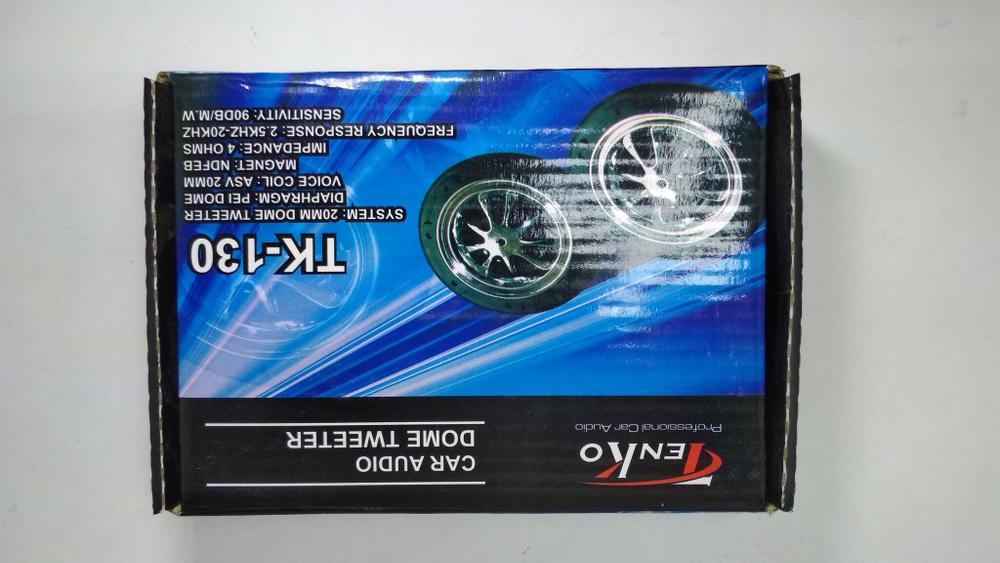 TENKO
Professional Car Audio
CAR AUDIO
DOME TWEETER
TK-130
SYSTEM: 20MM DOME TWEETER
DIAPHRAGM: PEI DOME
VOICE COIL: ASV 20MM
MAGNET: NDFEB
IMPEDANCE: 4 OHMS
FREQUENCY RESPONSE: 2.5KHZ-20KHZ
SENSITIVITY: 90DB/M.W